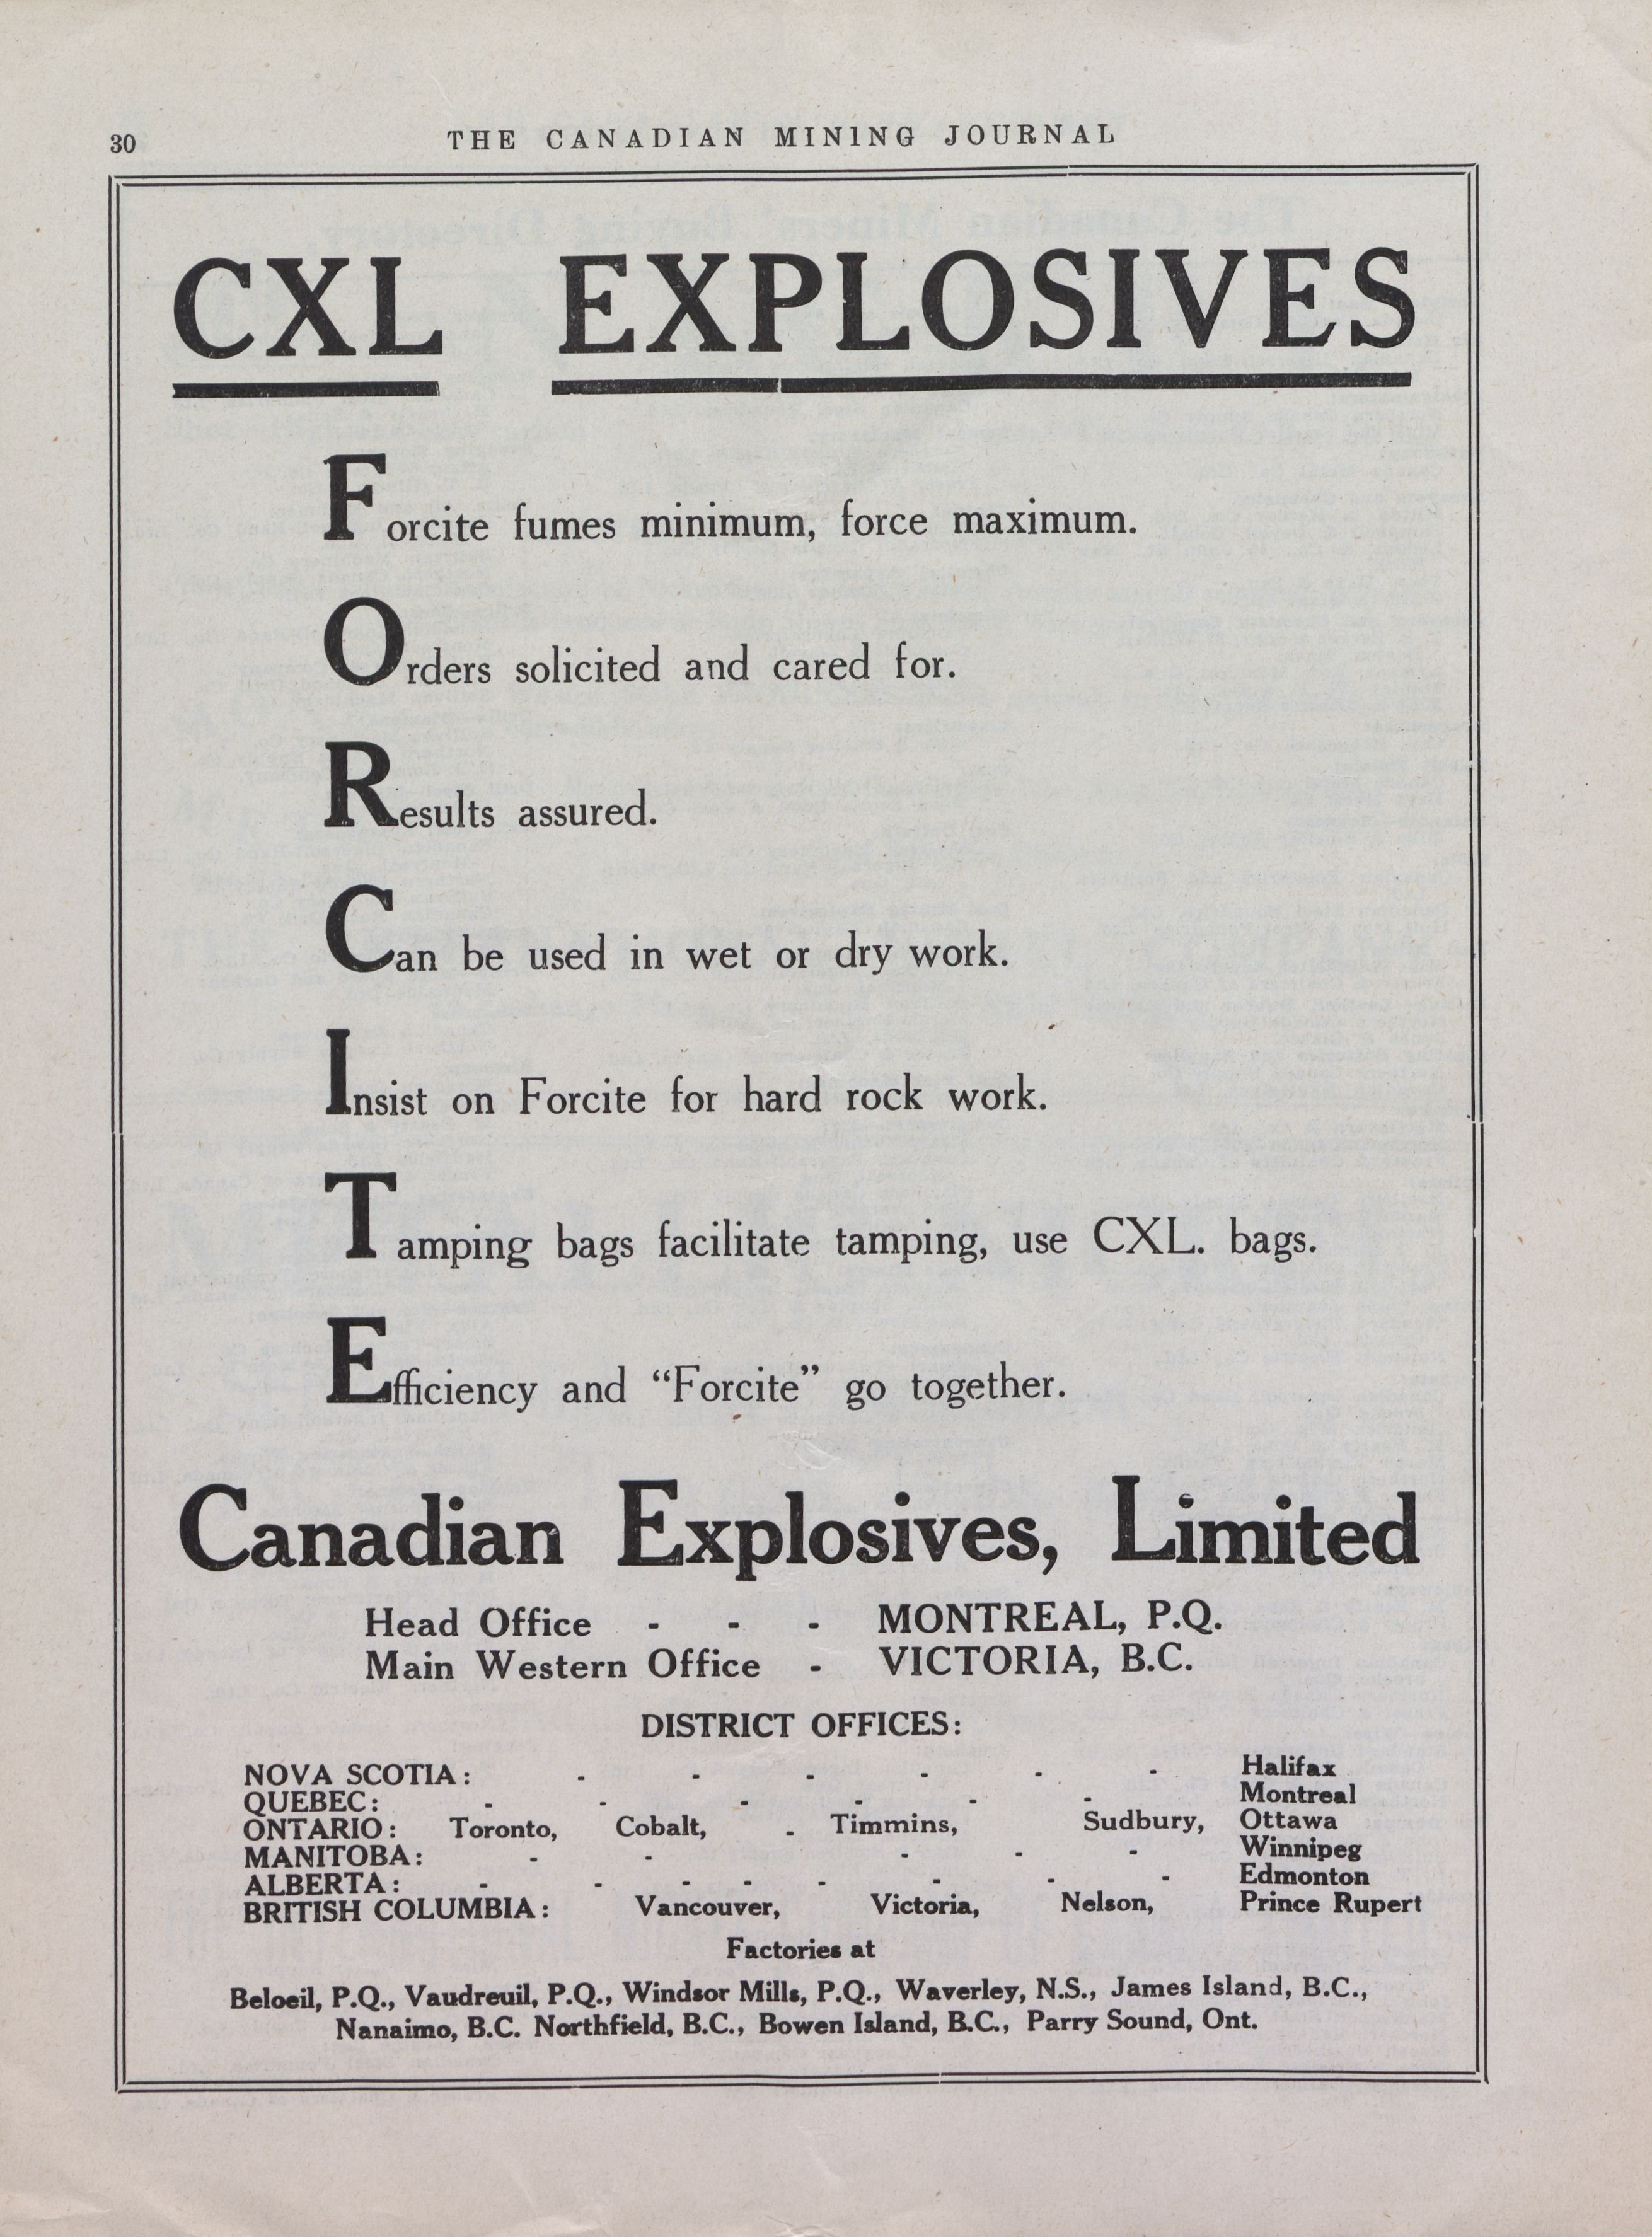 30
THE CANADIAN MINING JOURNAL
CXL EXPLOSIVES
Forcite fumes minimum, force maximum.
Orders solicited and cared for.
Results assured.
Can be used in wet or dry work.
Insist on Forcite for hard rock work.
Tamping bags facilitate tamping, use CXL. bags.
Efficiency and “Forcite” go together.
Canadian Explosives, Limited
Head Office - - - MONTREAL, P.Q.
Main Western Office - VICTORIA, B.C.
DISTRICT OFFICES:
NOVA SCOTIA: - - - - - - Halifax
QUEBEC: - - - - - - Montreal
ONTARIO: Toronto, Cobalt, - Timmins, Sudbury, Ottawa
MANITOBA: - - - - - Winnipeg
ALBERTA: - - - - - - - - Edmonton
BRITISH COLUMBIA: Vancouver, Victoria, Nelson, Prince Rupert
Factories at
Beloeil, P.Q., Vaudreuil, P.Q., Windsor Mills, P.Q., Waverley, N.S., James Island, B.C.,
Nanaimo, B.C. Northfield, B.C., Bowen Island, B.C., Parry Sound, Ont.